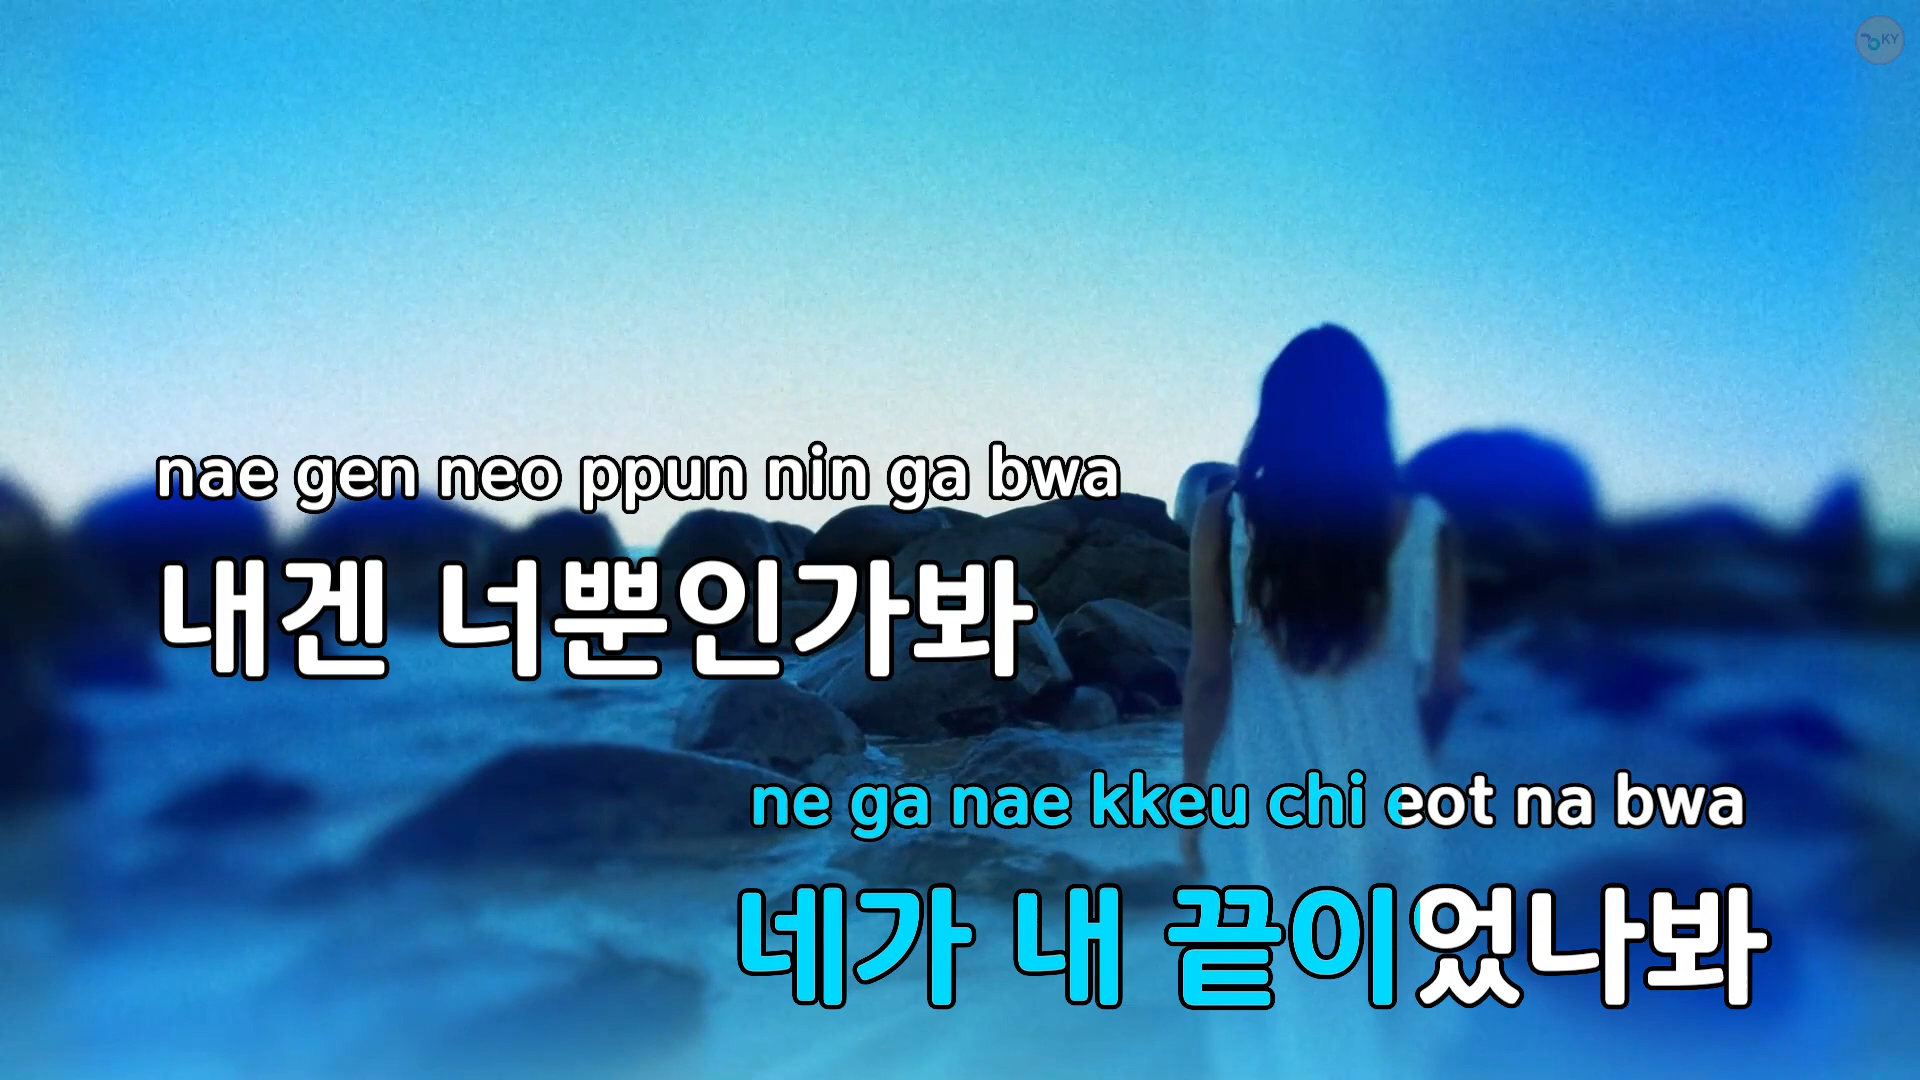 KY
nae gen neo ppun nin ga bwa
내겐 너뿐인가봐
ne ga nae kkeu chi eot na bwa
네가 내 끝이었나봐